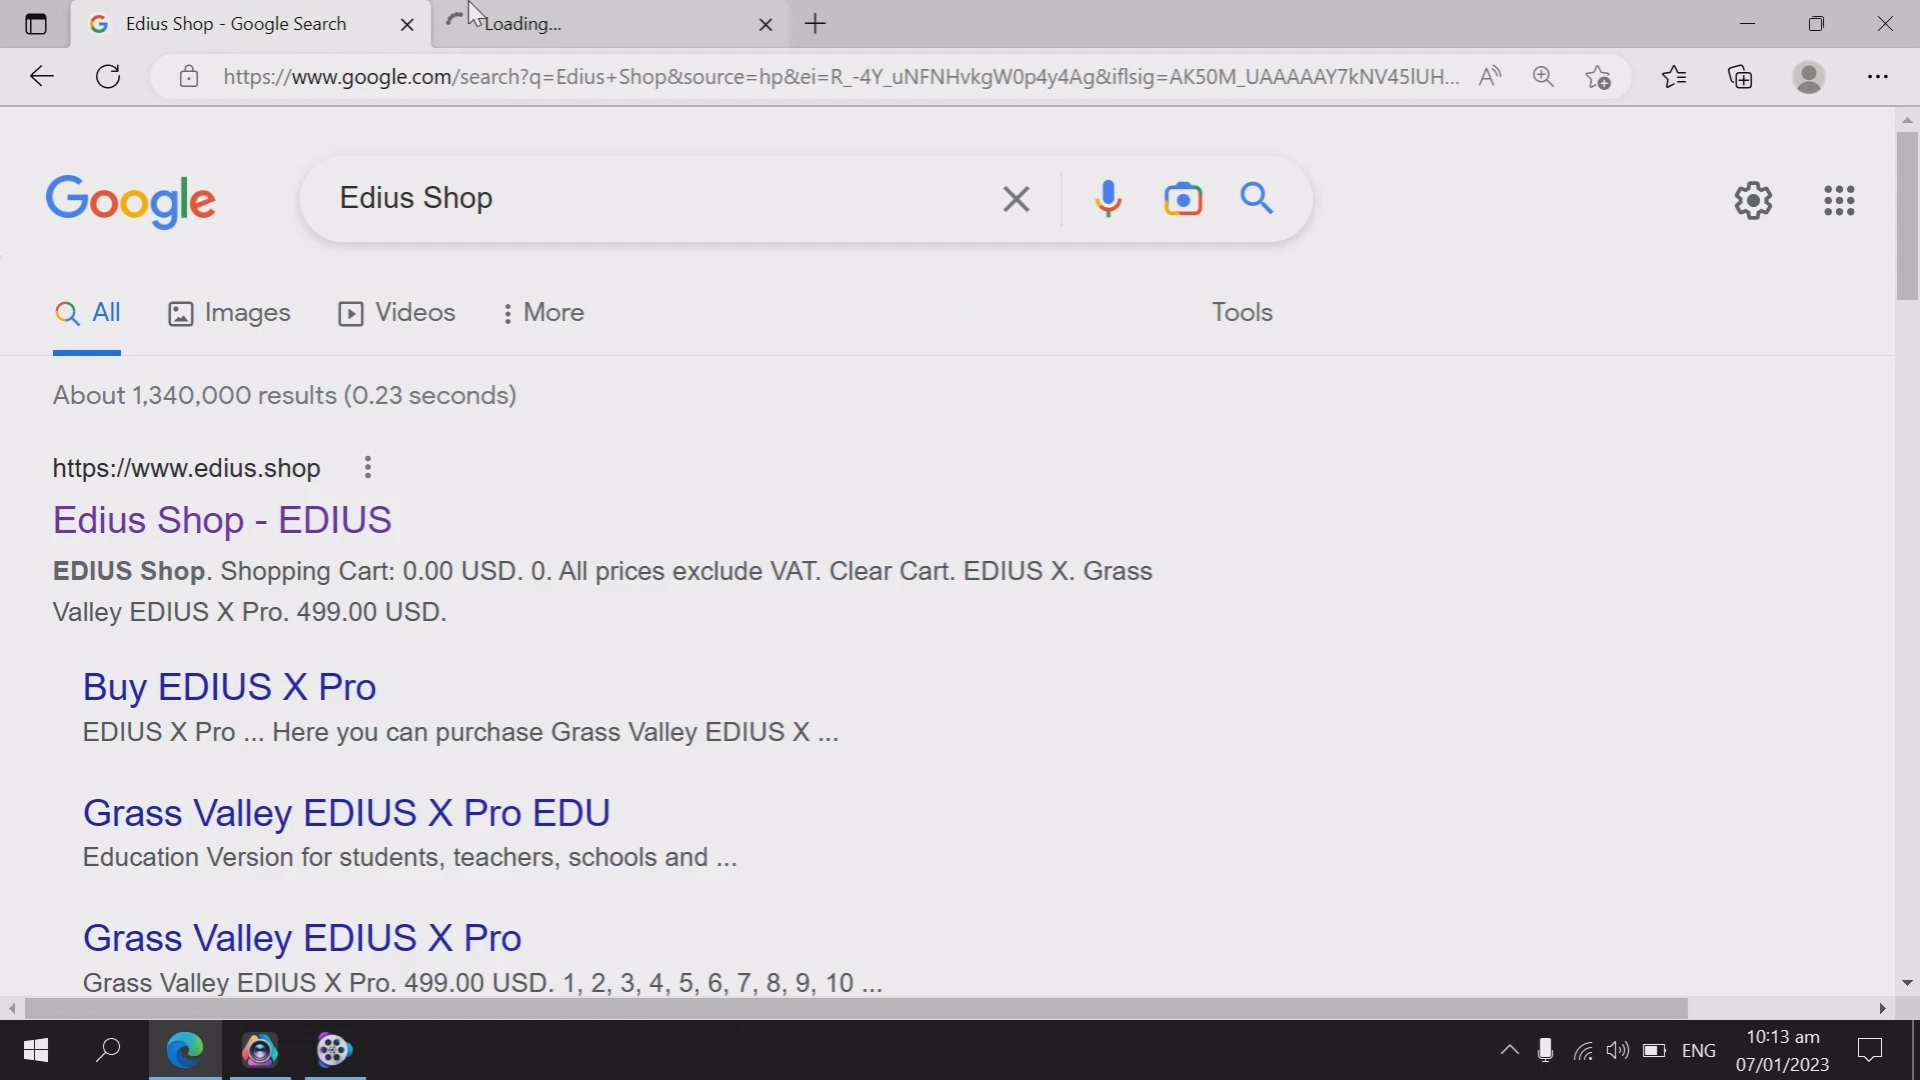 Edius Shop - Google Search
Loading...
https://www.google.com/search?q=Edius+Shop&source=hp&ei=R_-4Y_uNFNHvkgW0p4y4Ag&iflsig=AK50M_UAAAAAY7kNV45lUH...
Google
Edius Shop
All
Images
Videos
More
Tools
About 1,340,000 results (0.23 seconds)
https://www.edius.shop
Edius Shop - EDIUS
EDIUS Shop. Shopping Cart: 0.00 USD. 0. All prices exclude VAT. Clear Cart. EDIUS X. Grass
Valley EDIUS X Pro. 499.00 USD.
Buy EDIUS X Pro
EDIUS X Pro ... Here you can purchase Grass Valley EDIUS X ...
Grass Valley EDIUS X Pro EDU
Education Version for students, teachers, schools and ...
Grass Valley EDIUS X Pro
Grass Valley EDIUS X Pro. 499.00 USD. 1, 2, 3, 4, 5, 6, 7, 8, 9, 10 ...
ENG
10:13 am
07/01/2023